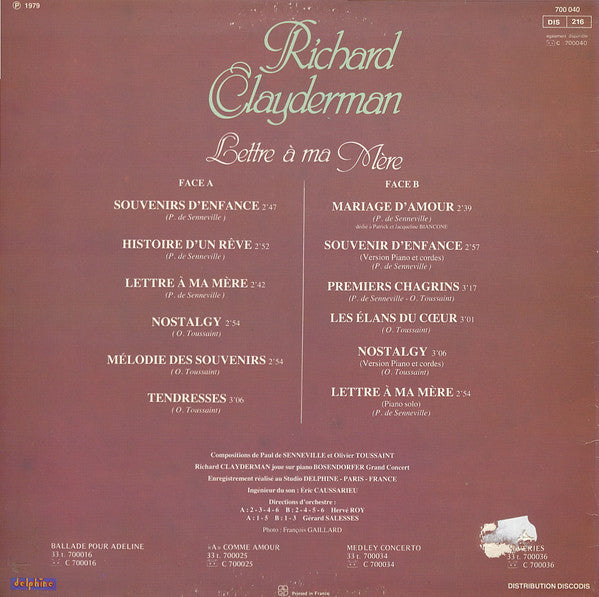 ℗ 1979
700 040
DIS 216
également disponible
C 700040
Richard
Clayderman
Lettre à ma Mère
FACE A
SOUVENIRS D'ENFANCE 2'47
(P. de Senneville)
HISTOIRE D'UN RÊVE 2'52
(P. de Senneville)
LETTRE À MA MÈRE 2'42
(P. de Senneville)
NOSTALGY 2'54
(O. Toussaint)
MÉLODIE DES SOUVENIRS 2'54
(O. Toussaint)
TENDRESSES 3'06
(O. Toussaint)
FACE B
MARIAGE D'AMOUR 2'39
(P. de Senneville)
dédié à Patrick et Jacqueline BIANCONE
SOUVENIR D'ENFANCE 2'57
(Version Piano et cordes)
(P. de Senneville)
PREMIERS CHAGRINS 3'17
(P. de Senneville - O. Toussaint)
LES ÉLANS DU CŒUR 3'01
(O. Toussaint)
NOSTALGY 3'06
(Version Piano et cordes)
(O. Toussaint)
LETTRE À MA MÈRE 2'54
(Piano solo)
(P. de Senneville)
Compositions de Paul de SENNEVILLE et Olivier TOUSSAINT
Richard CLAYDERMAN joue sur piano BOSENDORFER Grand Concert
Enregistrement réalisé au Studio DELPHINE - PARIS - FRANCE
Ingénieur du son : Eric CAUSSARIEU
Directions d'orchestre :
A : 2 - 3 - 4 - 6 B : 2 - 4 - 5 - 6 Hervé ROY
A : 1 - 5 B : 1 - 3 Gérard SALESSES
Photo : François GAILLARD
BALLADE POUR ADELINE
33 t. 700016
C 700016
«A» COMME AMOUR
33 t. 700025
C 700025
MEDLEY CONCERTO
33 t. 700034
C 700034
33 t. 700036
C 700036
delphine
Printed in France
DISTRIBUTION DISCODIS